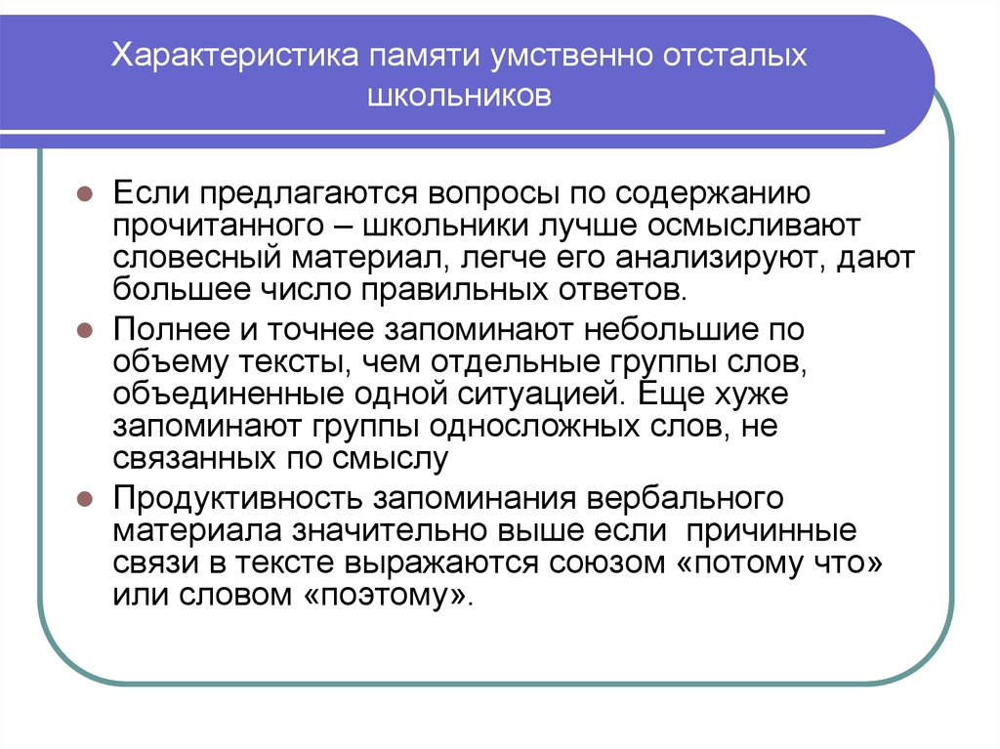 Характеристика памяти умственно отсталых
школьников
Если предлагаются вопросы по содержанию
прочитанного – школьники лучше осмысливают
словесный материал, легче его анализируют, дают
большее число правильных ответов.
Полнее и точнее запоминают небольшие по
объему тексты, чем отдельные группы слов,
объединенные одной ситуацией. Еще хуже
запоминают группы односложных слов, не
связанных по смыслу
Продуктивность запоминания вербального
материала значительно выше если  причинные
связи в тексте выражаются союзом «потому что»
или словом «поэтому».